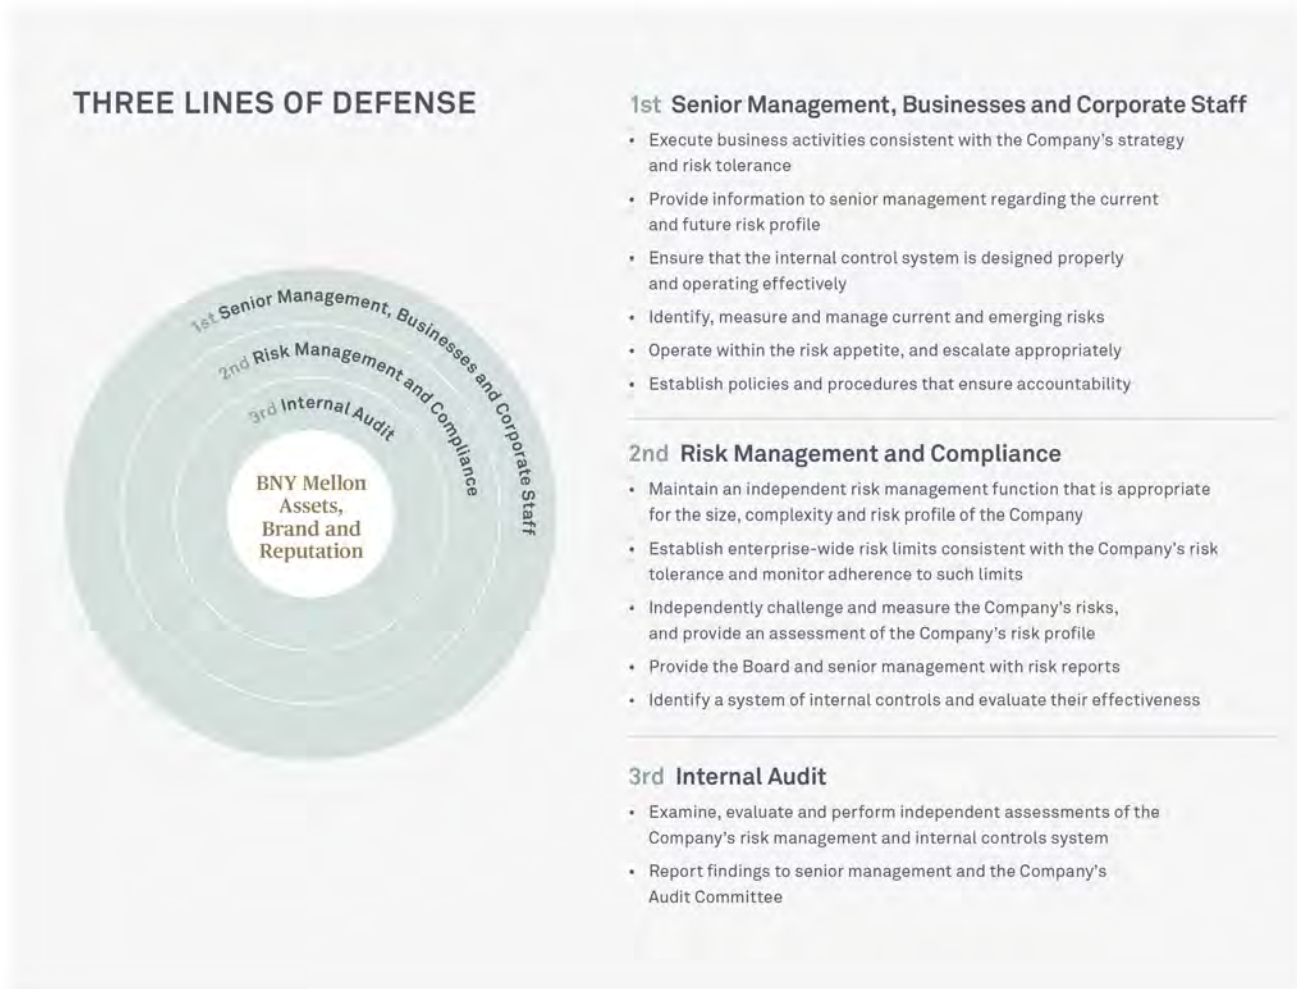 THREE LINES OF DEFENSE
1st Senior Management, Businesses and Corporate Staff
2nd Risk Management and Compliance
3rd Internal Audit
BNY Mellon
Assets,
Brand and
Reputation
1st Senior Management, Businesses and Corporate Staff
• Execute business activities consistent with the Company's strategy
and risk tolerance
• Provide information to senior management regarding the current
and future risk profile
• Ensure that the internal control system is designed properly
and operating effectively
• Identify, measure and manage current and emerging risks
• Operate within the risk appetite, and escalate appropriately
• Establish policies and procedures that ensure accountability
2nd Risk Management and Compliance
• Maintain an independent risk management function that is appropriate
for the size, complexity and risk profile of the Company
• Establish enterprise-wide risk limits consistent with the Company's risk
tolerance and monitor adherence to such limits
• Independently challenge and measure the Company's risks,
and provide an assessment of the Company's risk profile
• Provide the Board and senior management with risk reports
• Identify a system of internal controls and evaluate their effectiveness
3rd Internal Audit
• Examine, evaluate and perform independent assessments of the
Company's risk management and internal controls system
• Report findings to senior management and the Company's
Audit Committee